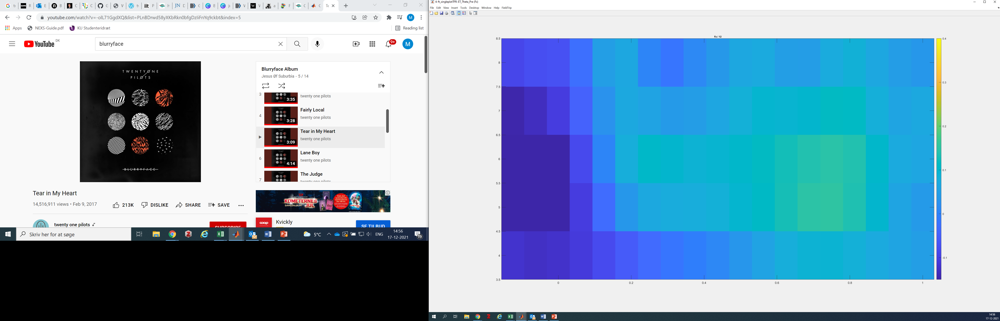 youtube.com/watch?v=-oIL71GgdXQ&list=PLnBDrwd58yXKbRkn0bfgDzIiFnYq9ckbt&index=5
M
Apps
NEXS-Guide.pdf
KU Studenteridræt
Reading list
YouTube
DK
blurryface
9+
M
TWENTY ONE
PILØTS
BLURRYFACE
Blurryface Album
Jesus Øf Suburbia - 5 / 14
3
3:35
twenty one pilots
4
3:28
Fairly Local
twenty one pilots
3:09
Tear in My Heart
twenty one pilots
6
4:14
Lane Boy
twenty one pilots
7
The Judge
twenty one pilots
Tear in My Heart
14,516,911 views • Feb 9, 2017
213K
DISLIKE
SHARE
SAVE
KOMETERNES
JUL
SAMLEALBUM
twenty one pilots
SUBSCRIBE
coop
Kvickly
SE TILBUD
Skriv her for at søge
5°C
ENG
14:56
17-12-2021
19
4: ft_singleplotTFR: ET_Theta_Pre (Fz)
File Edit View Insert Tools Desktop Window Help FieldTrip
Fz / 12
8.5
8
7.5
7
6.5
6
5.5
5
4.5
4
3.5
0 0.2 0.4 0.6 0.8 1
0.4
0.3
0.2
0.1
0
-0.1
14:56
17-12-2021